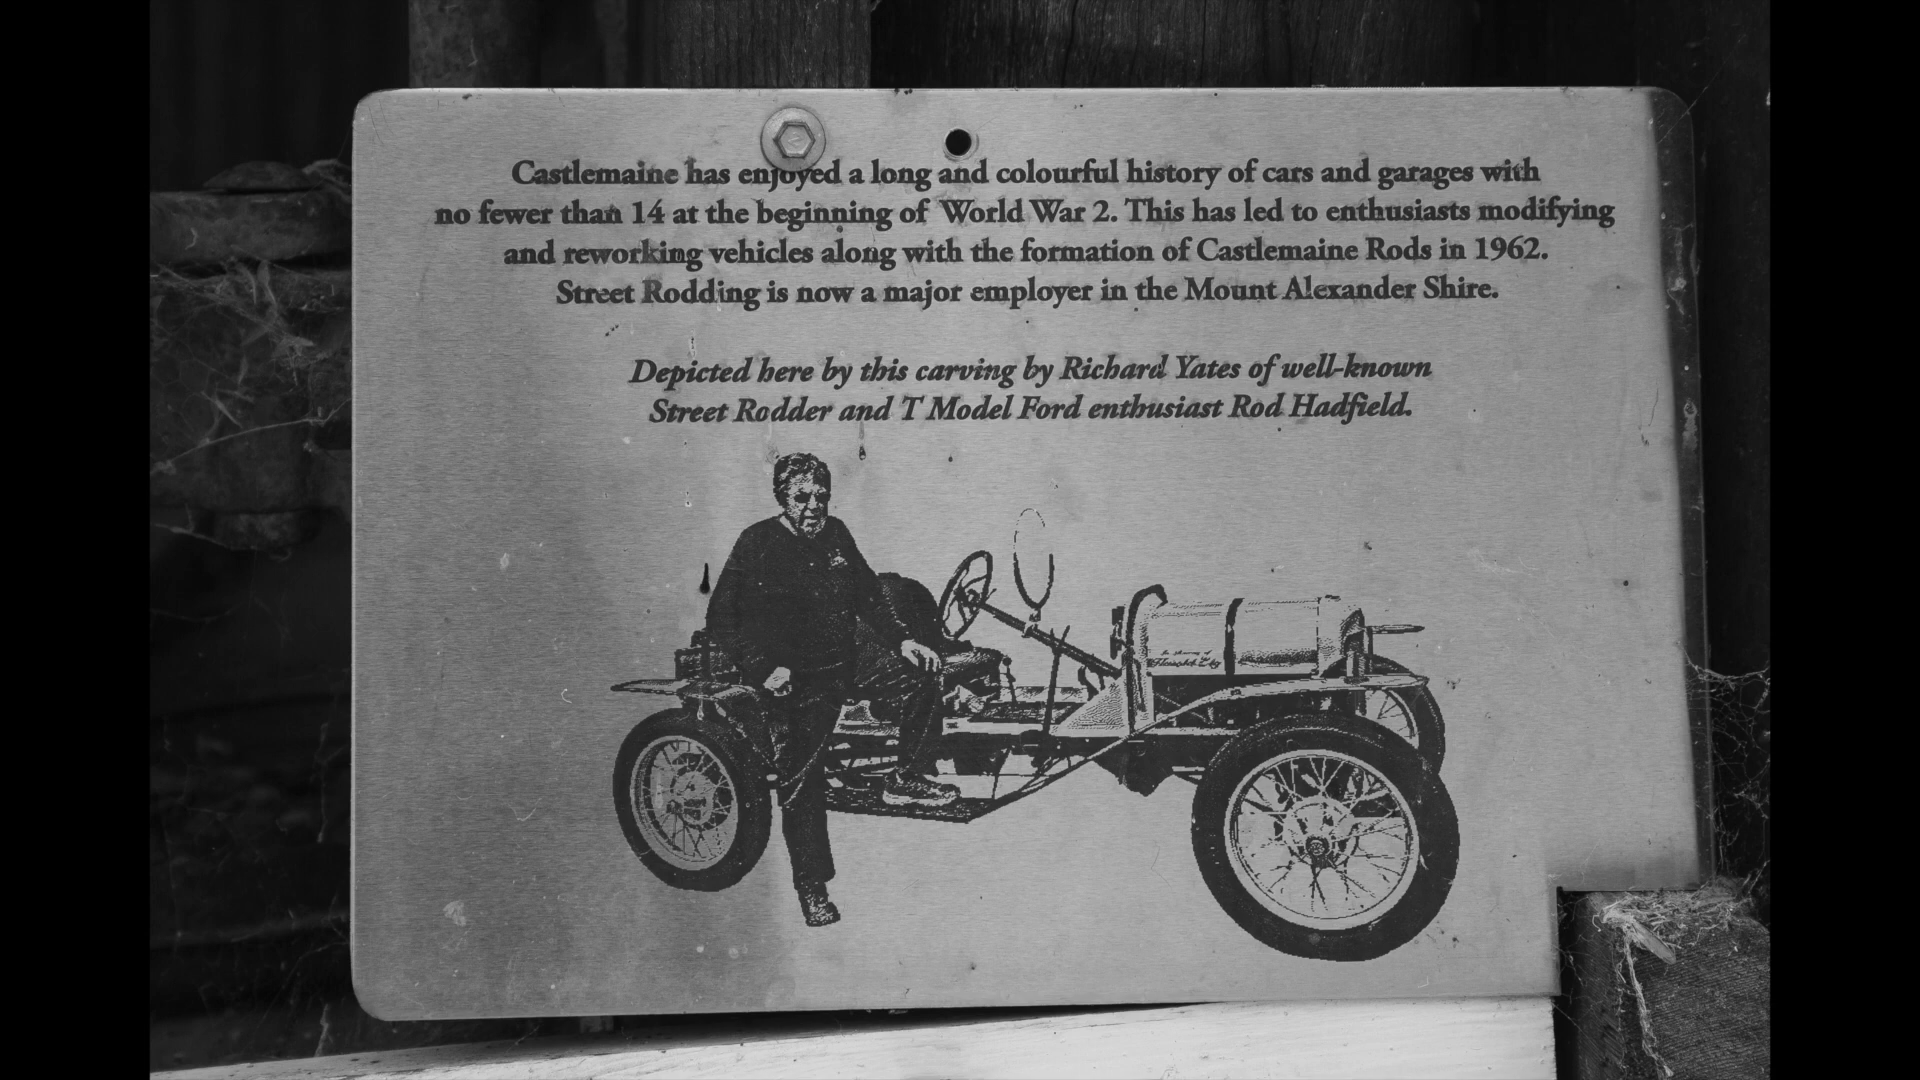 Castlemaine has enjoyed a long and colourful history of cars and garages with
no fewer than 14 at the beginning of World War 2. This has led to enthusiasts modifying
and reworking vehicles along with the formation of Castlemaine Rods in 1962.
Street Rodding is now a major employer in the Mount Alexander Shire.
Depicted here by this carving by Richard Yates of well-known
Street Rodder and T Model Ford enthusiast Rod Hadfield.